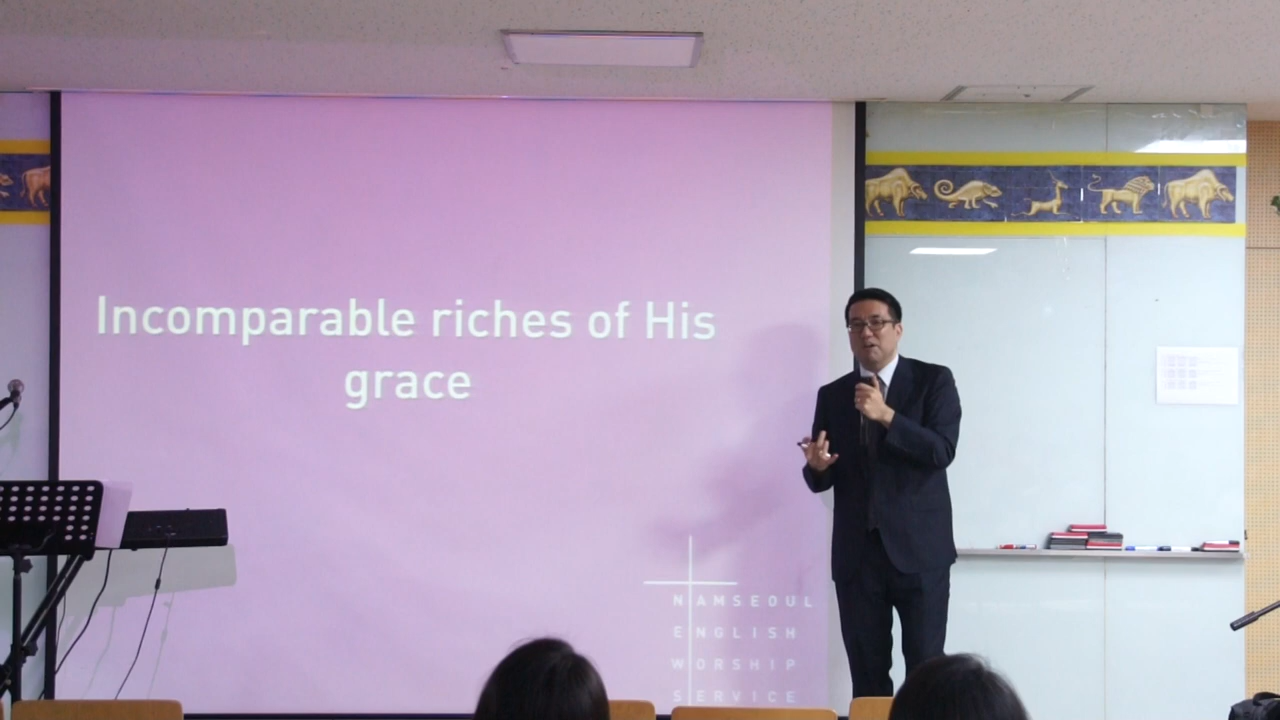 Incomparable riches of His
grace
NAMSEOUL
ENGLISH
WORSHIP
SERVICE